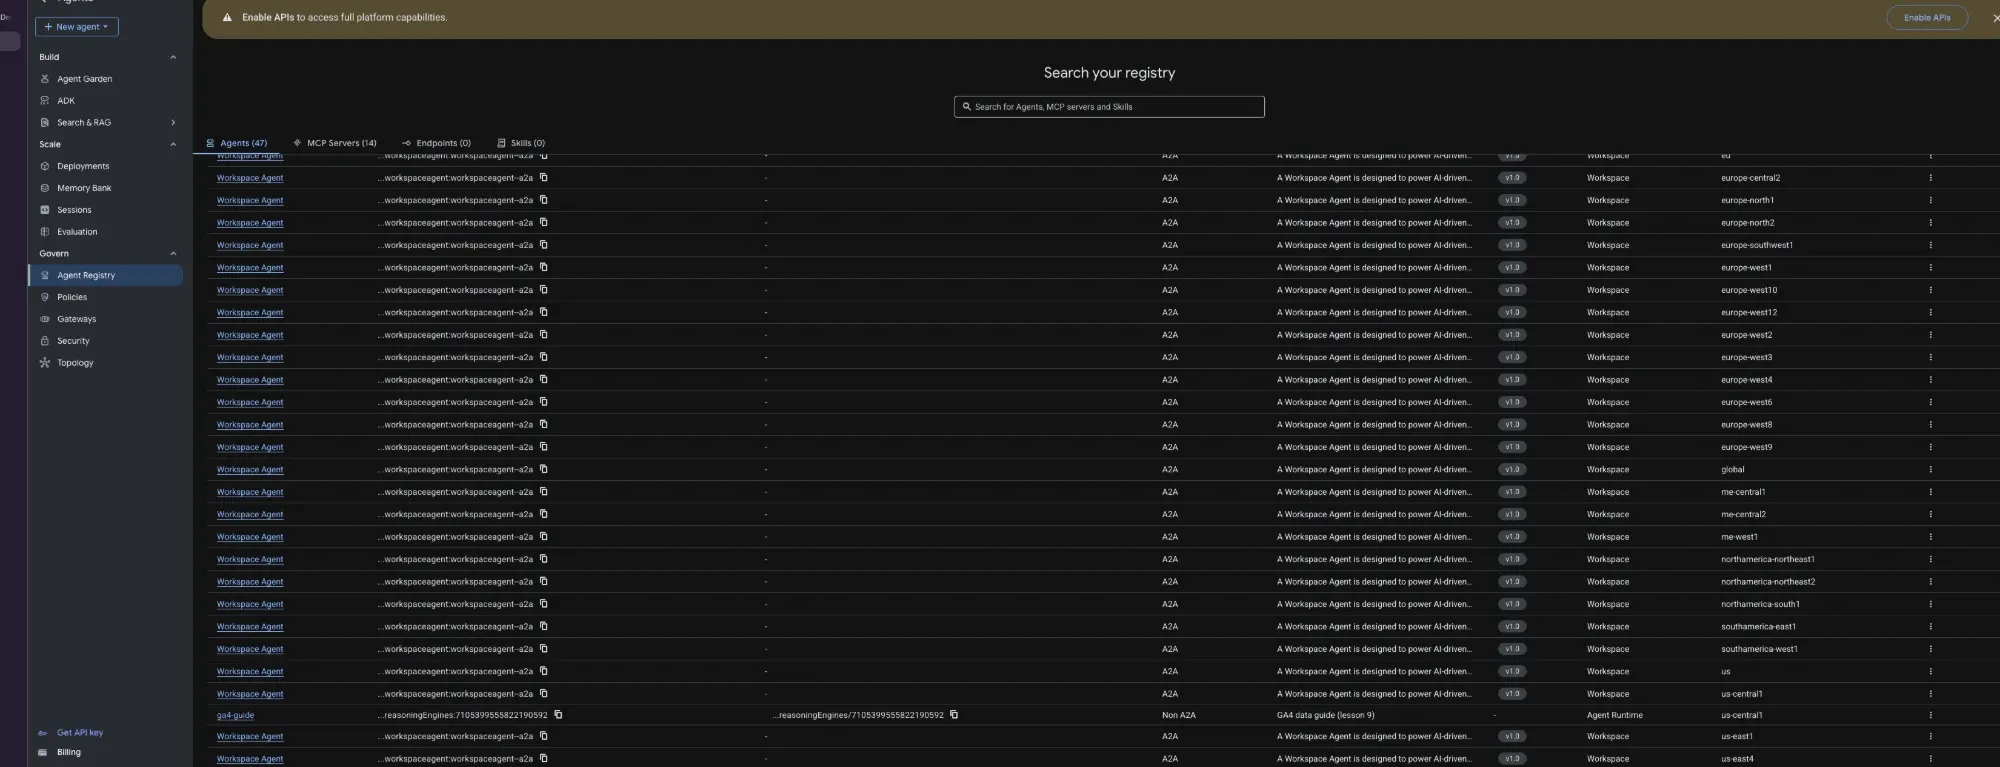 Agents
+ New agent
Enable APIs to access full platform capabilities.
Enable APIs
Build
Agent Garden
ADK
Search & RAG
Scale
Deployments
Memory Bank
Sessions
Evaluation
Govern
Agent Registry
Policies
Gateways
Security
Topology
Get API key
Billing
Search your registry
Search for Agents, MCP servers and Skills
Agents (47) MCP Servers (14) Endpoints (0) Skills (0)
Workspace Agent ...workspaceagent:workspaceagent--a2a - A2A A Workspace Agent is designed to power AI-driven... v1.0 Workspace eu
Workspace Agent ...workspaceagent:workspaceagent--a2a - A2A A Workspace Agent is designed to power AI-driven... v1.0 Workspace europe-central2
Workspace Agent ...workspaceagent:workspaceagent--a2a - A2A A Workspace Agent is designed to power AI-driven... v1.0 Workspace europe-north1
Workspace Agent ...workspaceagent:workspaceagent--a2a - A2A A Workspace Agent is designed to power AI-driven... v1.0 Workspace europe-north2
Workspace Agent ...workspaceagent:workspaceagent--a2a - A2A A Workspace Agent is designed to power AI-driven... v1.0 Workspace europe-southwest1
Workspace Agent ...workspaceagent:workspaceagent--a2a - A2A A Workspace Agent is designed to power AI-driven... v1.0 Workspace europe-west1
Workspace Agent ...workspaceagent:workspaceagent--a2a - A2A A Workspace Agent is designed to power AI-driven... v1.0 Workspace europe-west10
Workspace Agent ...workspaceagent:workspaceagent--a2a - A2A A Workspace Agent is designed to power AI-driven... v1.0 Workspace europe-west12
Workspace Agent ...workspaceagent:workspaceagent--a2a - A2A A Workspace Agent is designed to power AI-driven... v1.0 Workspace europe-west2
Workspace Agent ...workspaceagent:workspaceagent--a2a - A2A A Workspace Agent is designed to power AI-driven... v1.0 Workspace europe-west3
Workspace Agent ...workspaceagent:workspaceagent--a2a - A2A A Workspace Agent is designed to power AI-driven... v1.0 Workspace europe-west4
Workspace Agent ...workspaceagent:workspaceagent--a2a - A2A A Workspace Agent is designed to power AI-driven... v1.0 Workspace europe-west6
Workspace Agent ...workspaceagent:workspaceagent--a2a - A2A A Workspace Agent is designed to power AI-driven... v1.0 Workspace europe-west8
Workspace Agent ...workspaceagent:workspaceagent--a2a - A2A A Workspace Agent is designed to power AI-driven... v1.0 Workspace europe-west9
Workspace Agent ...workspaceagent:workspaceagent--a2a - A2A A Workspace Agent is designed to power AI-driven... v1.0 Workspace global
Workspace Agent ...workspaceagent:workspaceagent--a2a - A2A A Workspace Agent is designed to power AI-driven... v1.0 Workspace me-central1
Workspace Agent ...workspaceagent:workspaceagent--a2a - A2A A Workspace Agent is designed to power AI-driven... v1.0 Workspace me-central2
Workspace Agent ...workspaceagent:workspaceagent--a2a - A2A A Workspace Agent is designed to power AI-driven... v1.0 Workspace me-west1
Workspace Agent ...workspaceagent:workspaceagent--a2a - A2A A Workspace Agent is designed to power AI-driven... v1.0 Workspace northamerica-northeast1
Workspace Agent ...workspaceagent:workspaceagent--a2a - A2A A Workspace Agent is designed to power AI-driven... v1.0 Workspace northamerica-northeast2
Workspace Agent ...workspaceagent:workspaceagent--a2a - A2A A Workspace Agent is designed to power AI-driven... v1.0 Workspace northamerica-south1
Workspace Agent ...workspaceagent:workspaceagent--a2a - A2A A Workspace Agent is designed to power AI-driven... v1.0 Workspace southamerica-east1
Workspace Agent ...workspaceagent:workspaceagent--a2a - A2A A Workspace Agent is designed to power AI-driven... v1.0 Workspace southamerica-west1
Workspace Agent ...workspaceagent:workspaceagent--a2a - A2A A Workspace Agent is designed to power AI-driven... v1.0 Workspace us
Workspace Agent ...workspaceagent:workspaceagent--a2a - A2A A Workspace Agent is designed to power AI-driven... v1.0 Workspace us-central1
ga4-guide ...reasoningEngines:7105399555822190592 ...reasoningEngines/7105399555822190592 Non A2A GA4 data guide (lesson 9) - Agent Runtime us-central1
Workspace Agent ...workspaceagent:workspaceagent--a2a - A2A A Workspace Agent is designed to power AI-driven... v1.0 Workspace us-east1
Workspace Agent ...workspaceagent:workspaceagent--a2a - A2A A Workspace Agent is designed to power AI-driven... v1.0 Workspace us-east4